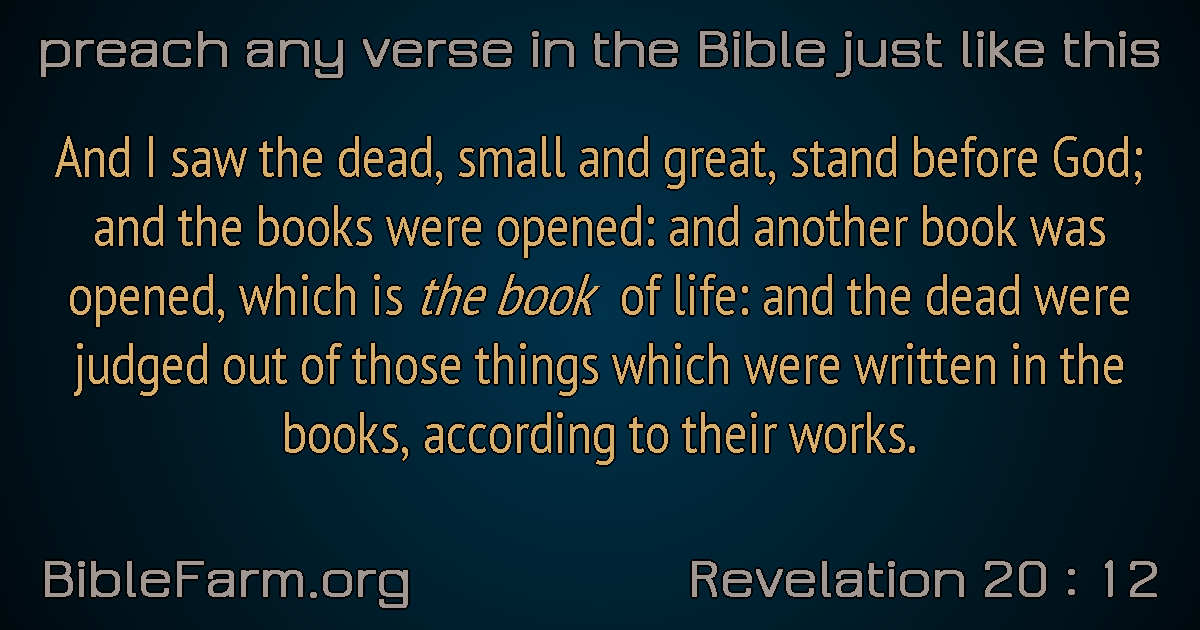 preach any verse in the Bible just like this
And I saw the dead, small and great, stand before God;
and the books were opened: and another book was
opened, which is the book of life: and the dead were
judged out of those things which were written in the
books, according to their works.
BibleFarm.org
Revelation 20 : 12